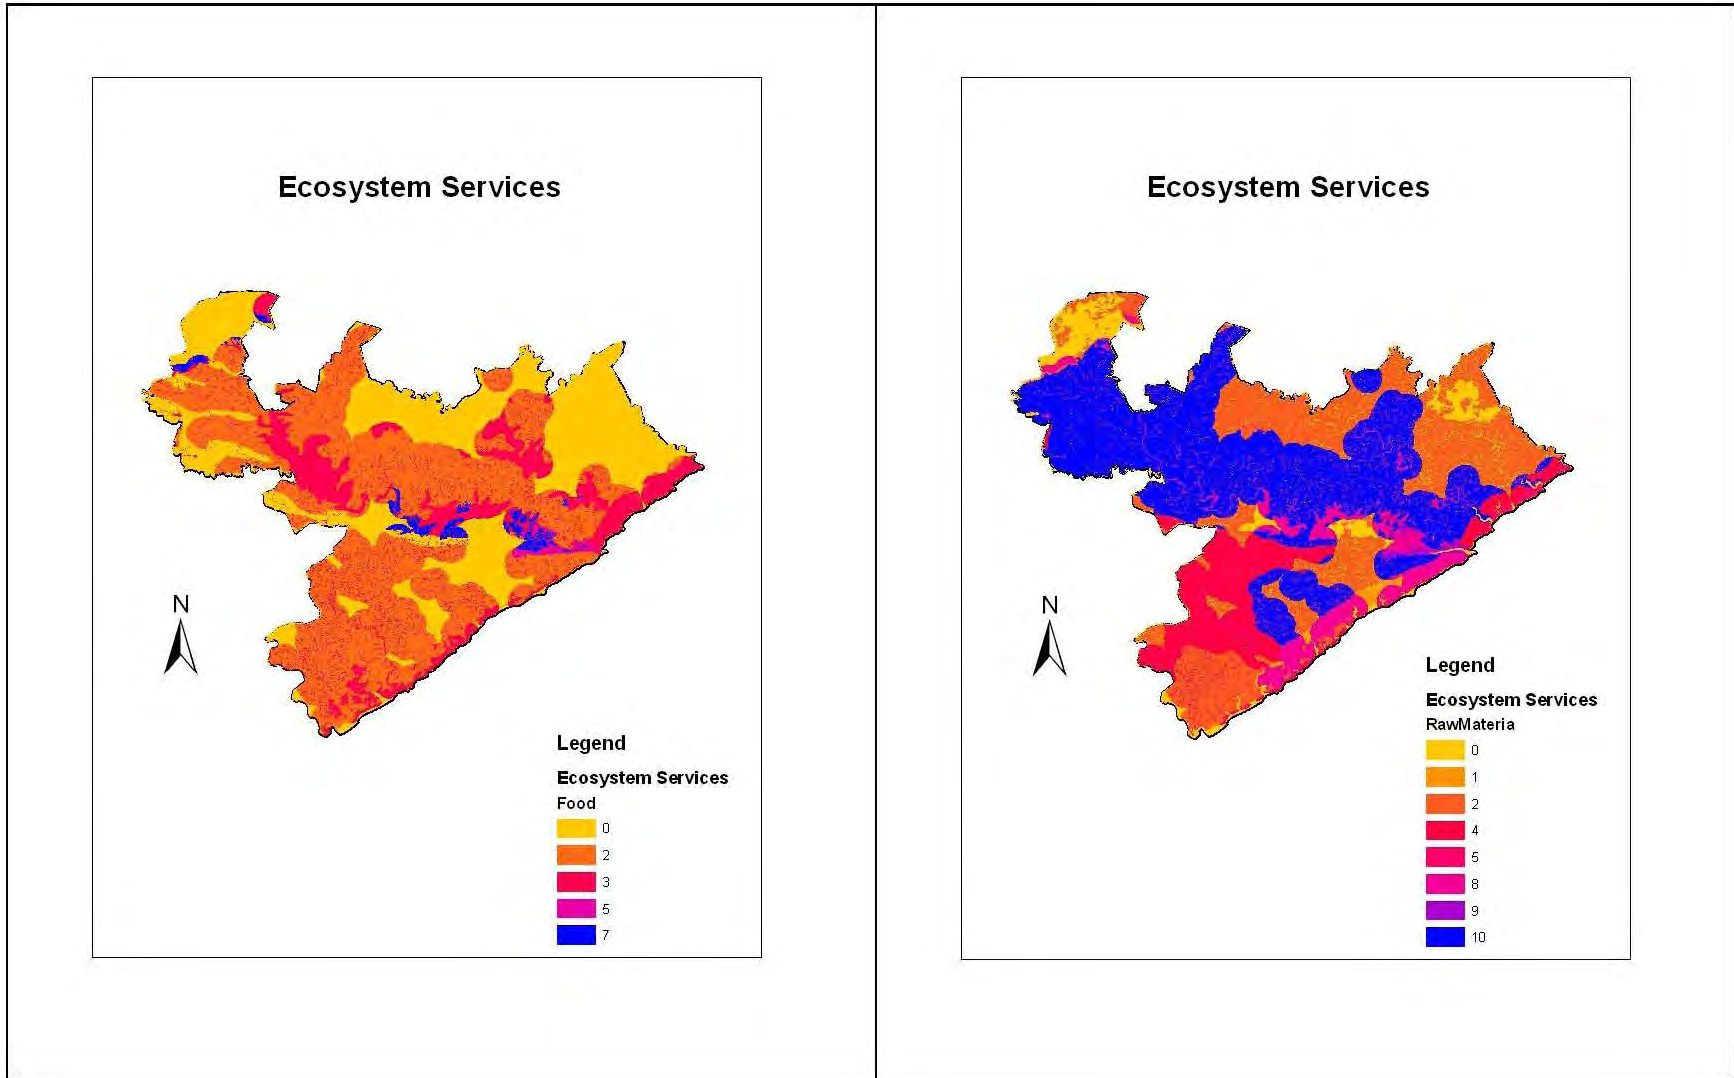 Ecosystem Services
N
Legend
Ecosystem Services
Food
0
2
3
5
7
Ecosystem Services
N
Legend
Ecosystem Services
RawMateria
0
1
2
4
5
8
9
10